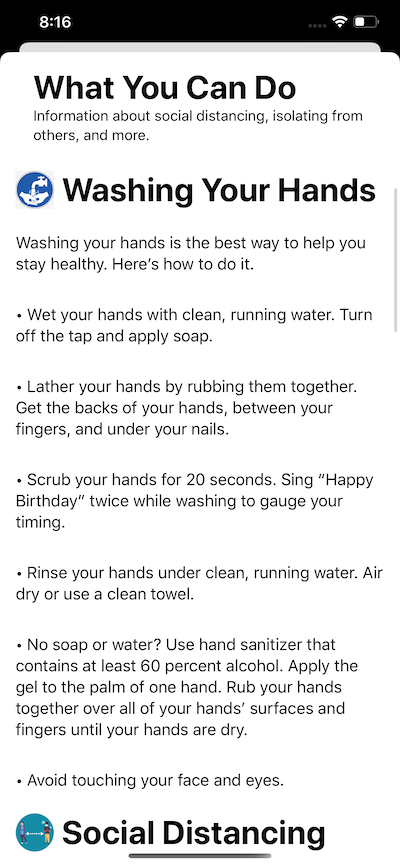 8:16
What You Can Do
Information about social distancing, isolating from
others, and more.
Washing Your Hands
Washing your hands is the best way to help you
stay healthy. Here’s how to do it.
• Wet your hands with clean, running water. Turn
off the tap and apply soap.
• Lather your hands by rubbing them together.
Get the backs of your hands, between your
fingers, and under your nails.
• Scrub your hands for 20 seconds. Sing “Happy
Birthday” twice while washing to gauge your
timing.
• Rinse your hands under clean, running water. Air
dry or use a clean towel.
• No soap or water? Use hand sanitizer that
contains at least 60 percent alcohol. Apply the
gel to the palm of one hand. Rub your hands
together over all of your hands’ surfaces and
fingers until your hands are dry.
• Avoid touching your face and eyes.
Social Distancing